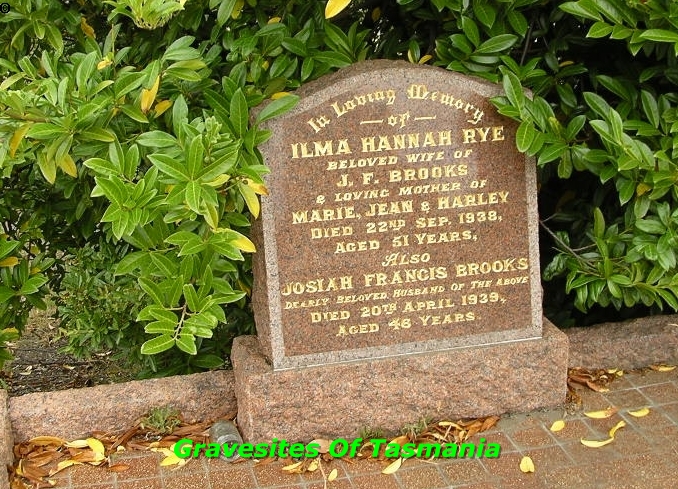 ©
In Loving Memory
— OF —
ILMA HANNAH RYE
BELOVED WIFE OF
J. F. BROOKS
& LOVING MOTHER OF
MARIE, JEAN & HARLEY
DIED 22ND SEP. 1938,
AGED 51 YEARS,
ALSO
JOSIAH FRANCIS BROOKS
DEARLY BELOVED HUSBAND OF THE ABOVE
DIED 20TH APRIL 1939,
AGED 46 YEARS
Gravesites Of Tasmania